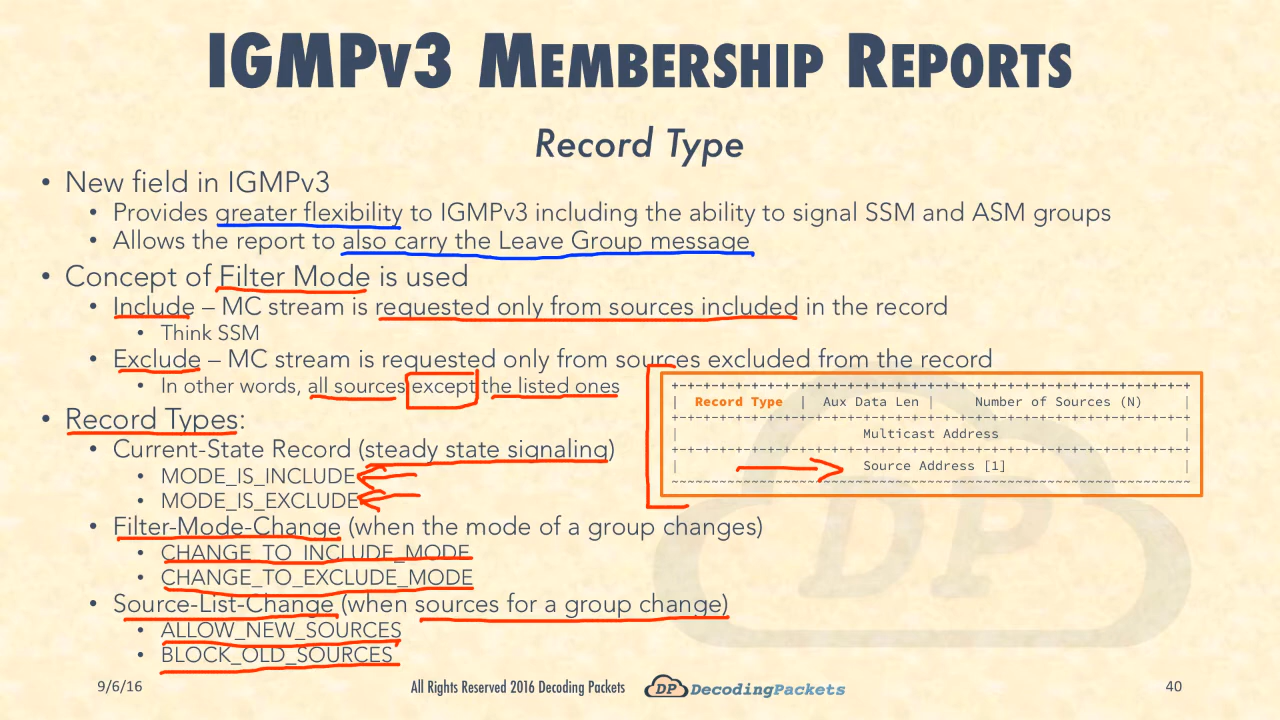 IGMPv3 Membership Reports
Record Type
• New field in IGMPv3
• Provides greater flexibility to IGMPv3 including the ability to signal SSM and ASM groups
• Allows the report to also carry the Leave Group message
• Concept of Filter Mode is used
• Include – MC stream is requested only from sources included in the record
• Think SSM
• Exclude – MC stream is requested only from sources excluded from the record
• In other words, all sources except the listed ones
• Record Types:
• Current-State Record (steady state signaling)
• MODE_IS_INCLUDE
• MODE_IS_EXCLUDE
• Filter-Mode-Change (when the mode of a group changes)
• CHANGE_TO_INCLUDE_MODE
• CHANGE_TO_EXCLUDE_MODE
• Source-List-Change (when sources for a group change)
• ALLOW_NEW_SOURCES
• BLOCK_OLD_SOURCES
| Record Type | Aux Data Len | Number of Sources (N) |
| Multicast Address |
| Source Address [1] |
DP
9/6/16
All Rights Reserved 2016 Decoding Packets
DP DecodingPackets
40